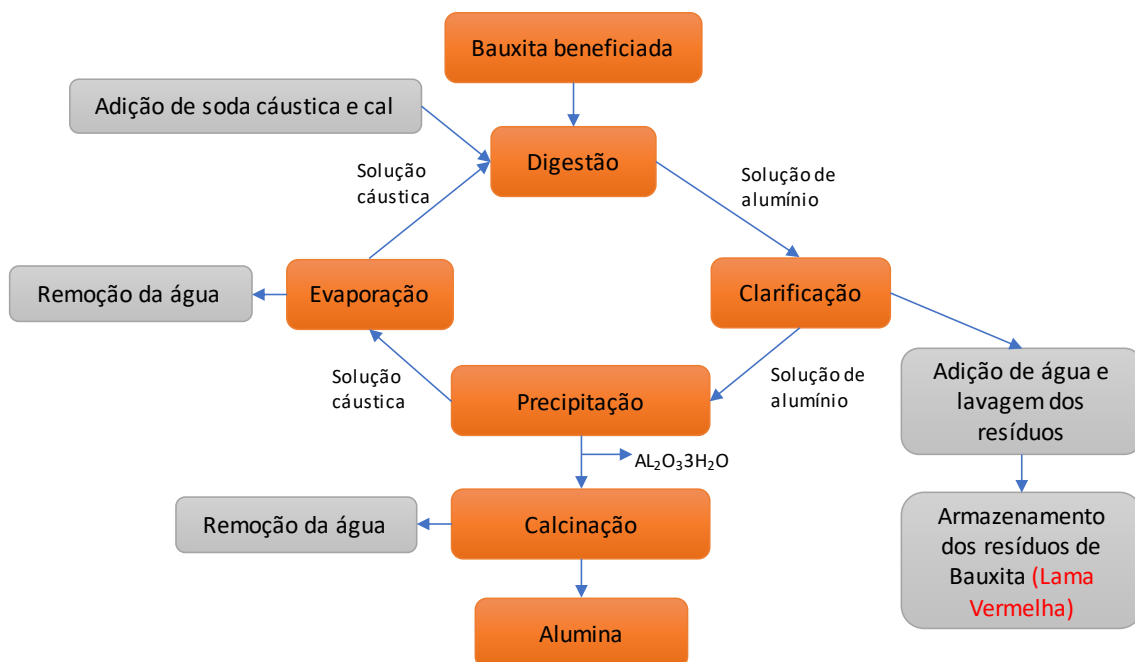 Bauxita beneficiada
Adição de soda cáustica e cal
Digestão
Solução
cáustica
Solução de
alumínio
Remoção da água
Evaporação
Clarificação
Solução
cáustica
Solução de
alumínio
Precipitação
Adição de água e
lavagem dos
resíduos
AL₂O₃3H₂O
Remoção da água
Calcinação
Armazenamento
dos resíduos de
Bauxita (Lama
Vermelha)
Alumina